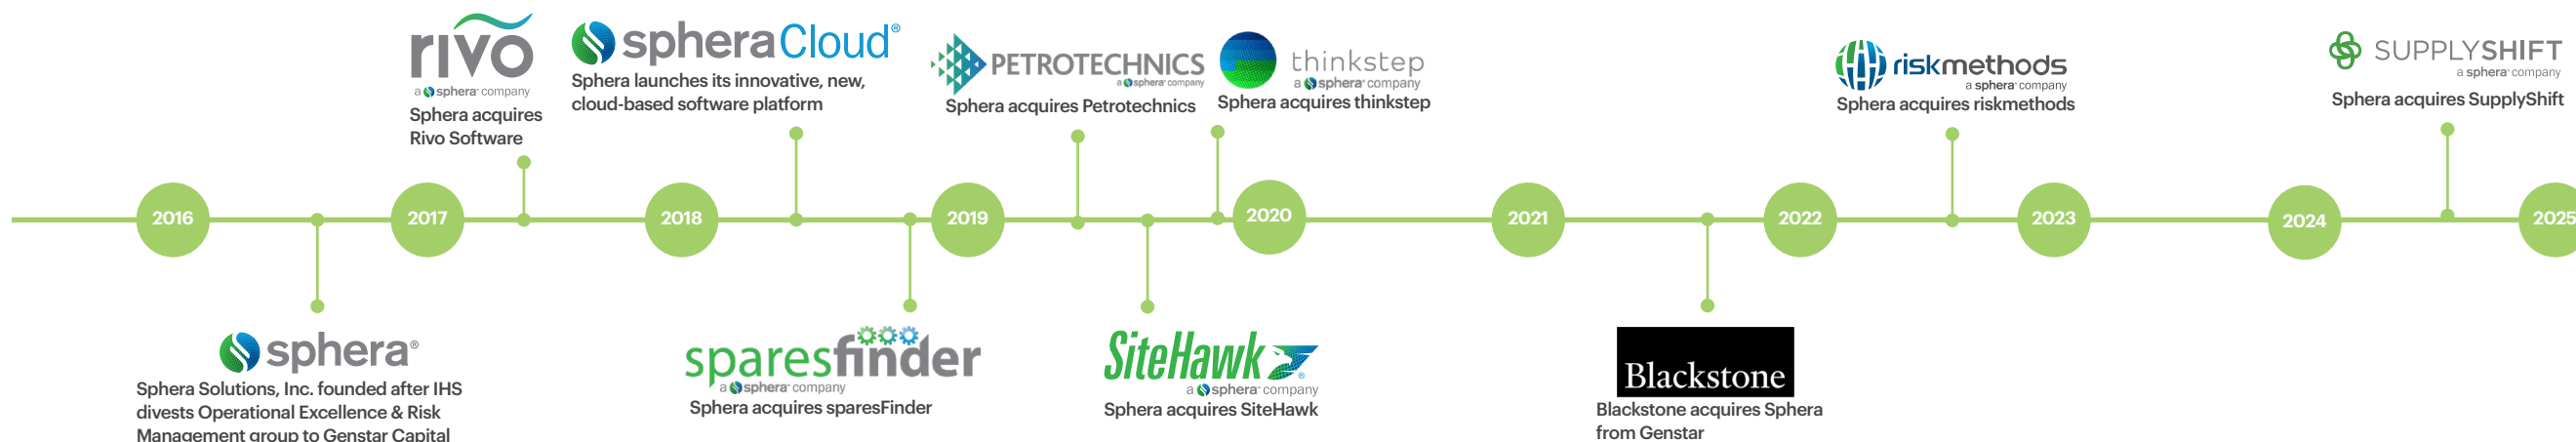 rivo
a sphera company
Sphera acquires
Rivo Software
spheraCloud®
Sphera launches its innovative, new,
cloud-based software platform
PETROTECHNICS
a sphera company
Sphera acquires Petrotechnics
thinkstep
a sphera company
Sphera acquires thinkstep
riskmethods
a sphera company
Sphera acquires riskmethods
SUPPLYSHIFT
a sphera company
Sphera acquires SupplyShift
2016
2017
2018
2019
2020
2021
2022
2023
2024
2025
sphera®
Sphera Solutions, Inc. founded after IHS
divests Operational Excellence & Risk
Management group to Genstar Capital
sparesfinder
a sphera company
Sphera acquires sparesFinder
SiteHawk®
a sphera company
Sphera acquires SiteHawk
Blackstone
Blackstone acquires Sphera
from Genstar